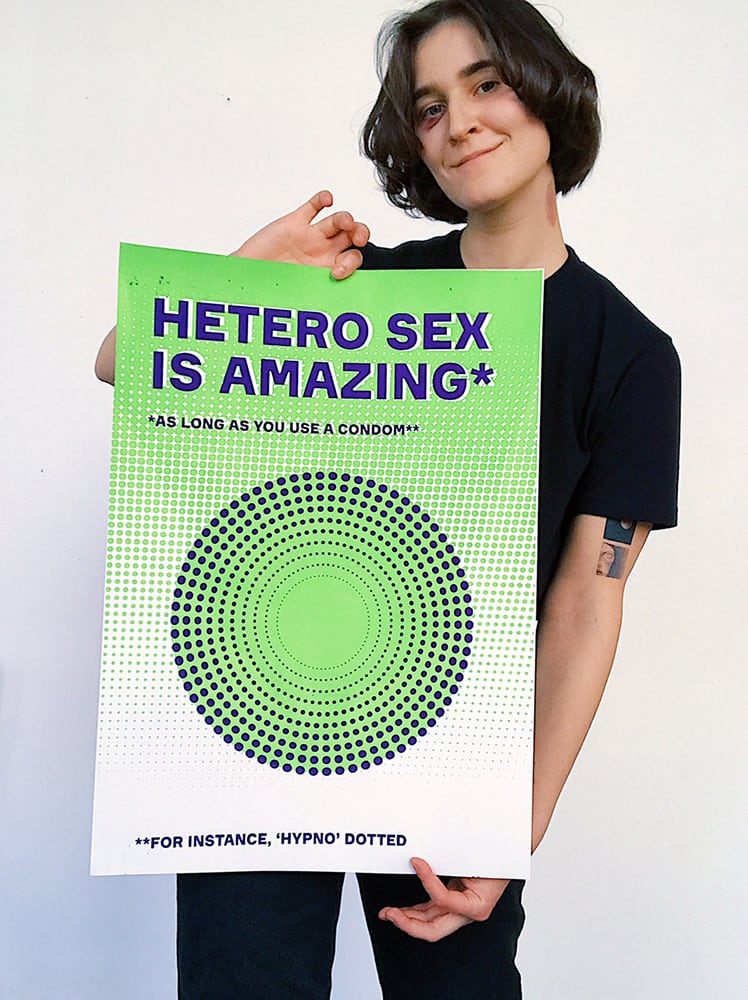 HETERO SEX
IS AMAZING*
*AS LONG AS YOU USE A CONDOM**
**FOR INSTANCE, ‘HYPNO’ DOTTED